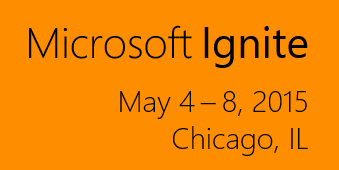 Microsoft Ignite
May 4 – 8, 2015
Chicago, IL